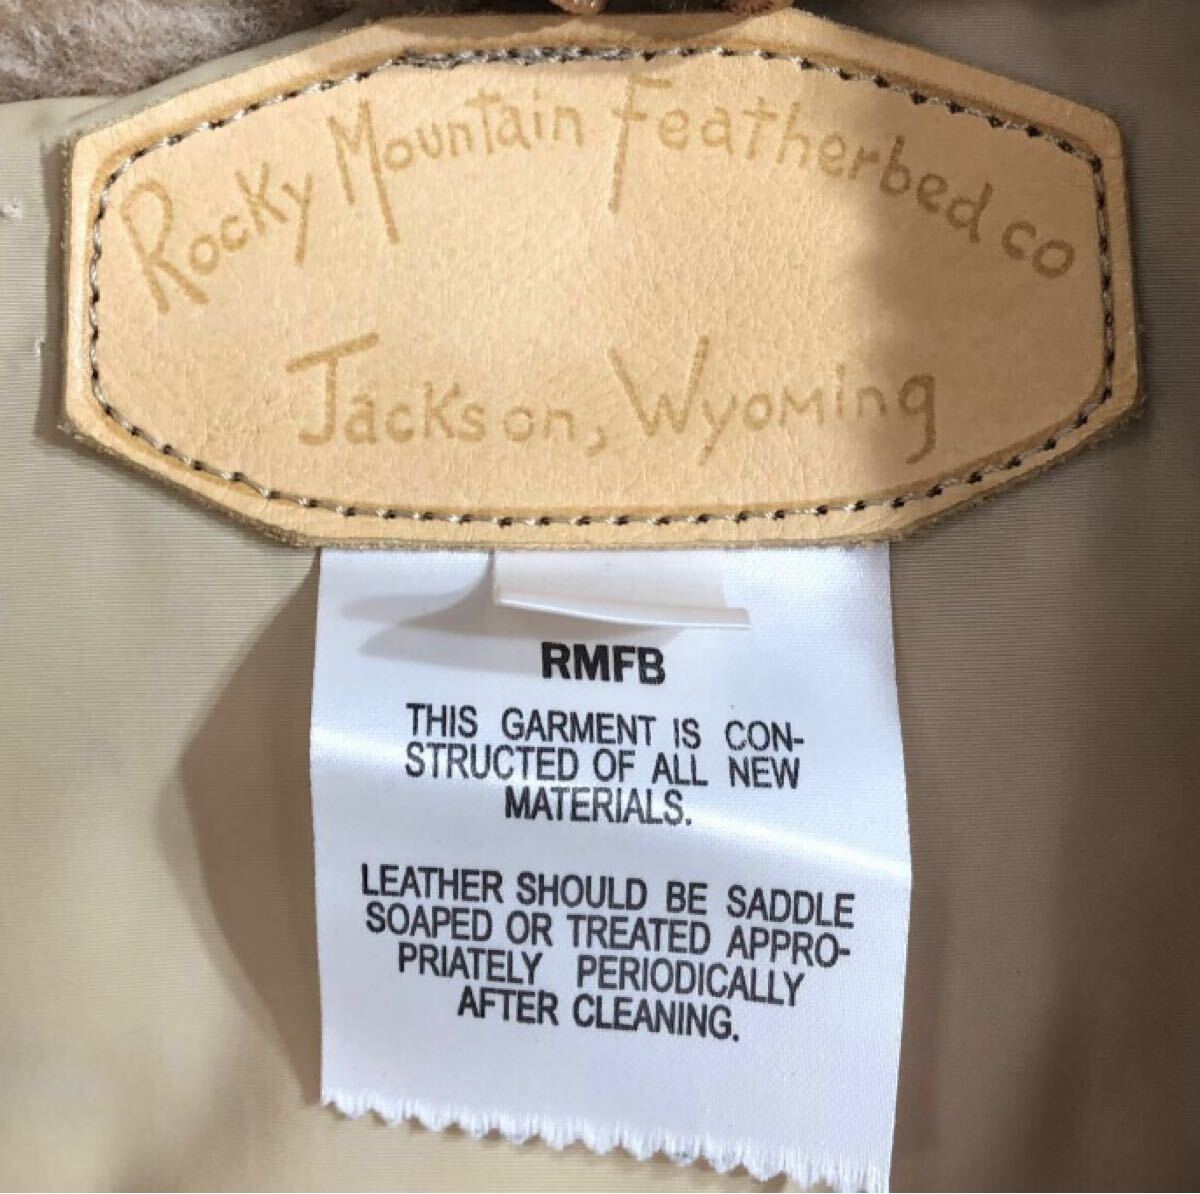 Rocky Mountain Featherbed co
Jackson, Wyoming
RMFB
THIS GARMENT IS CON-
STRUCTED OF ALL NEW
MATERIALS.
LEATHER SHOULD BE SADDLE
SOAPED OR TREATED APPRO-
PRIATELY PERIODICALLY
AFTER CLEANING.